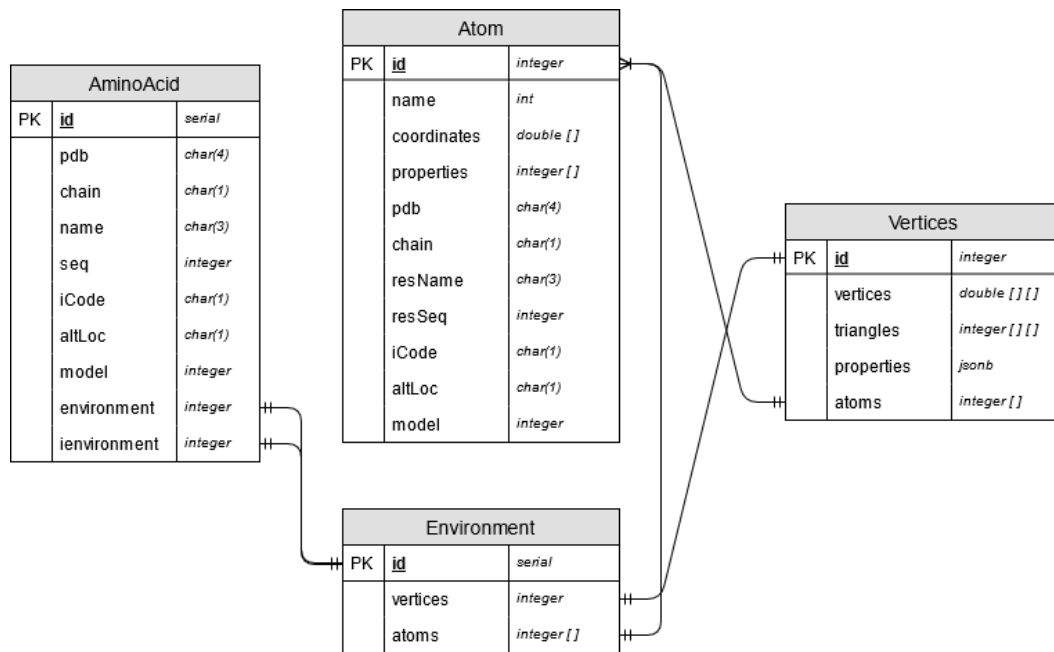 AminoAcid
PK id serial
pdb char(4)
chain char(1)
name char(3)
seq integer
iCode char(1)
altLoc char(1)
model integer
environment integer
ienvironment integer
Atom
PK id integer
name int
coordinates double [ ]
properties integer [ ]
pdb char(4)
chain char(1)
resName char(3)
resSeq integer
iCode char(1)
altLoc char(1)
model integer
Vertices
PK id integer
vertices double [ ] [ ]
triangles integer [ ] [ ]
properties jsonb
atoms integer [ ]
Environment
PK id serial
vertices integer
atoms integer [ ]